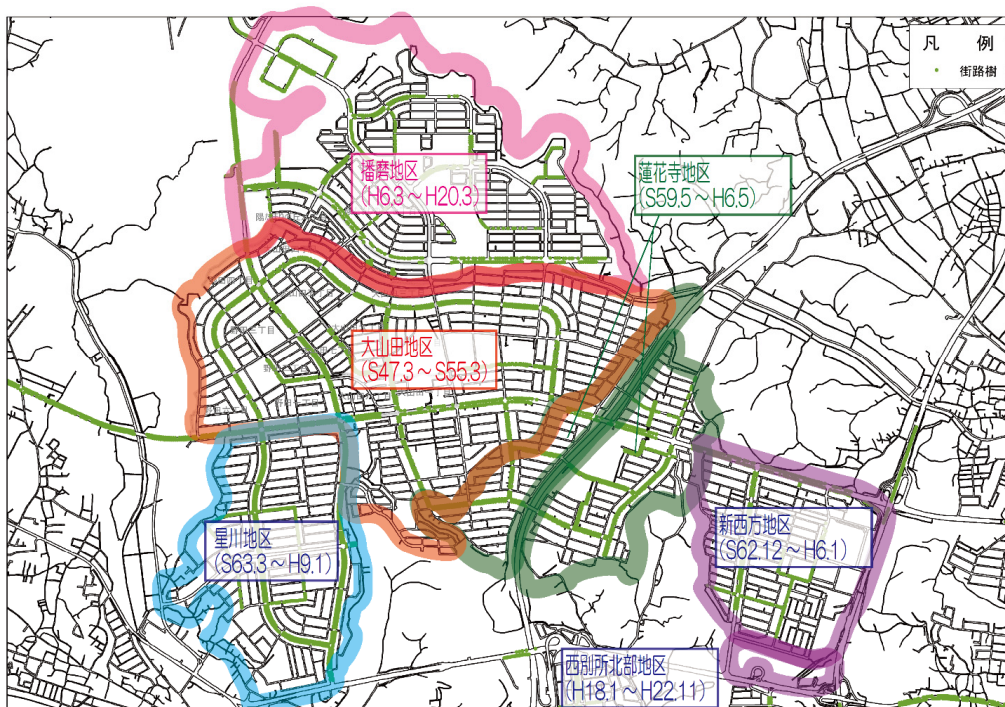 凡 例
街路樹
播磨地区
(H6.3～H20.3)
蓮花寺地区
(S59.5～H6.5)
大山田地区
(S47.3～S55.3)
星川地区
(S63.3～H9.1)
新西方地区
(S62.12～H6.1)
西別所北部地区
(H18.1～H22.11)